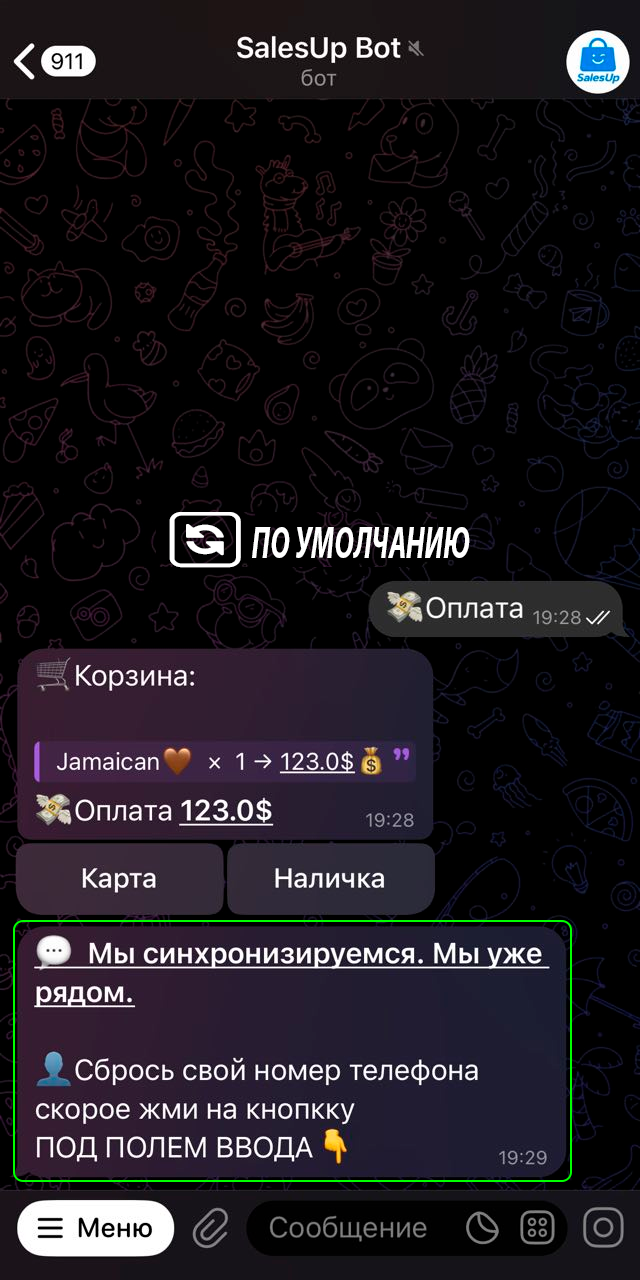 911
SalesUp Bot
бот
SalesUp
ПО УМОЛЧАНИЮ
💸Оплата 19:28
🛒Корзина:
Jamaican🤎 × 1 → 123.0$💰
💸Оплата 123.0$
19:28
Карта Наличка
💬 Мы синхронизируемся. Мы уже
рядом.
👤Сбрось свой номер телефона
скорое жми на кнопкку
ПОД ПОЛЕМ ВВОДА👇
19:29
Меню Сообщение